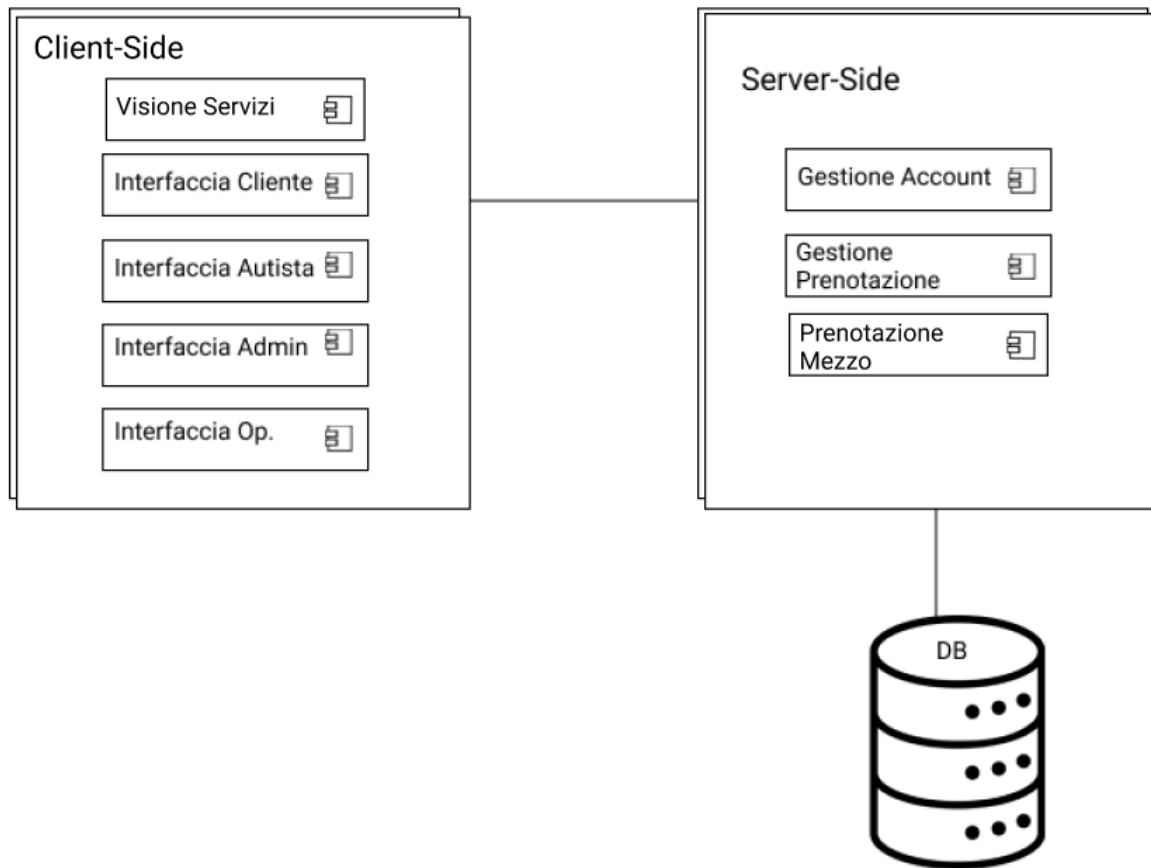 Client-Side
Visione Servizi
Interfaccia Cliente
Interfaccia Autista
Interfaccia Admin
Interfaccia Op.
Server-Side
Gestione Account
Gestione
Prenotazione
Prenotazione
Mezzo
DB